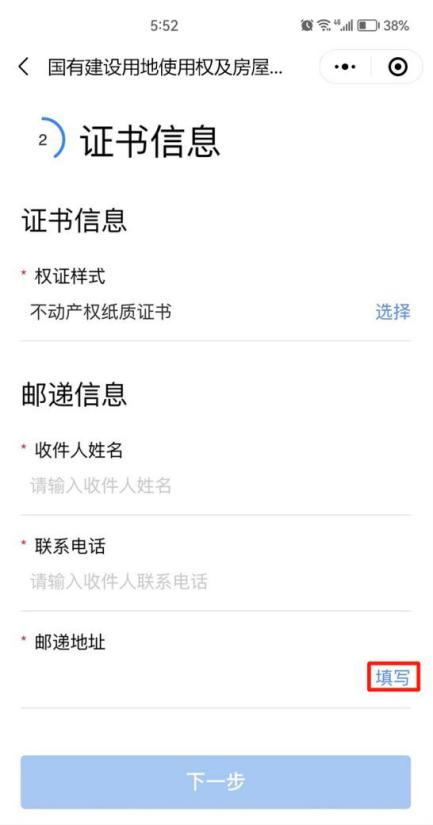 5:52
38%
国有建设用地使用权及房屋...
2
证书信息
证书信息
* 权证样式
不动产权纸质证书
选择
邮递信息
* 收件人姓名
请输入收件人姓名
* 联系电话
请输入收件人联系电话
* 邮递地址
填写
下一步